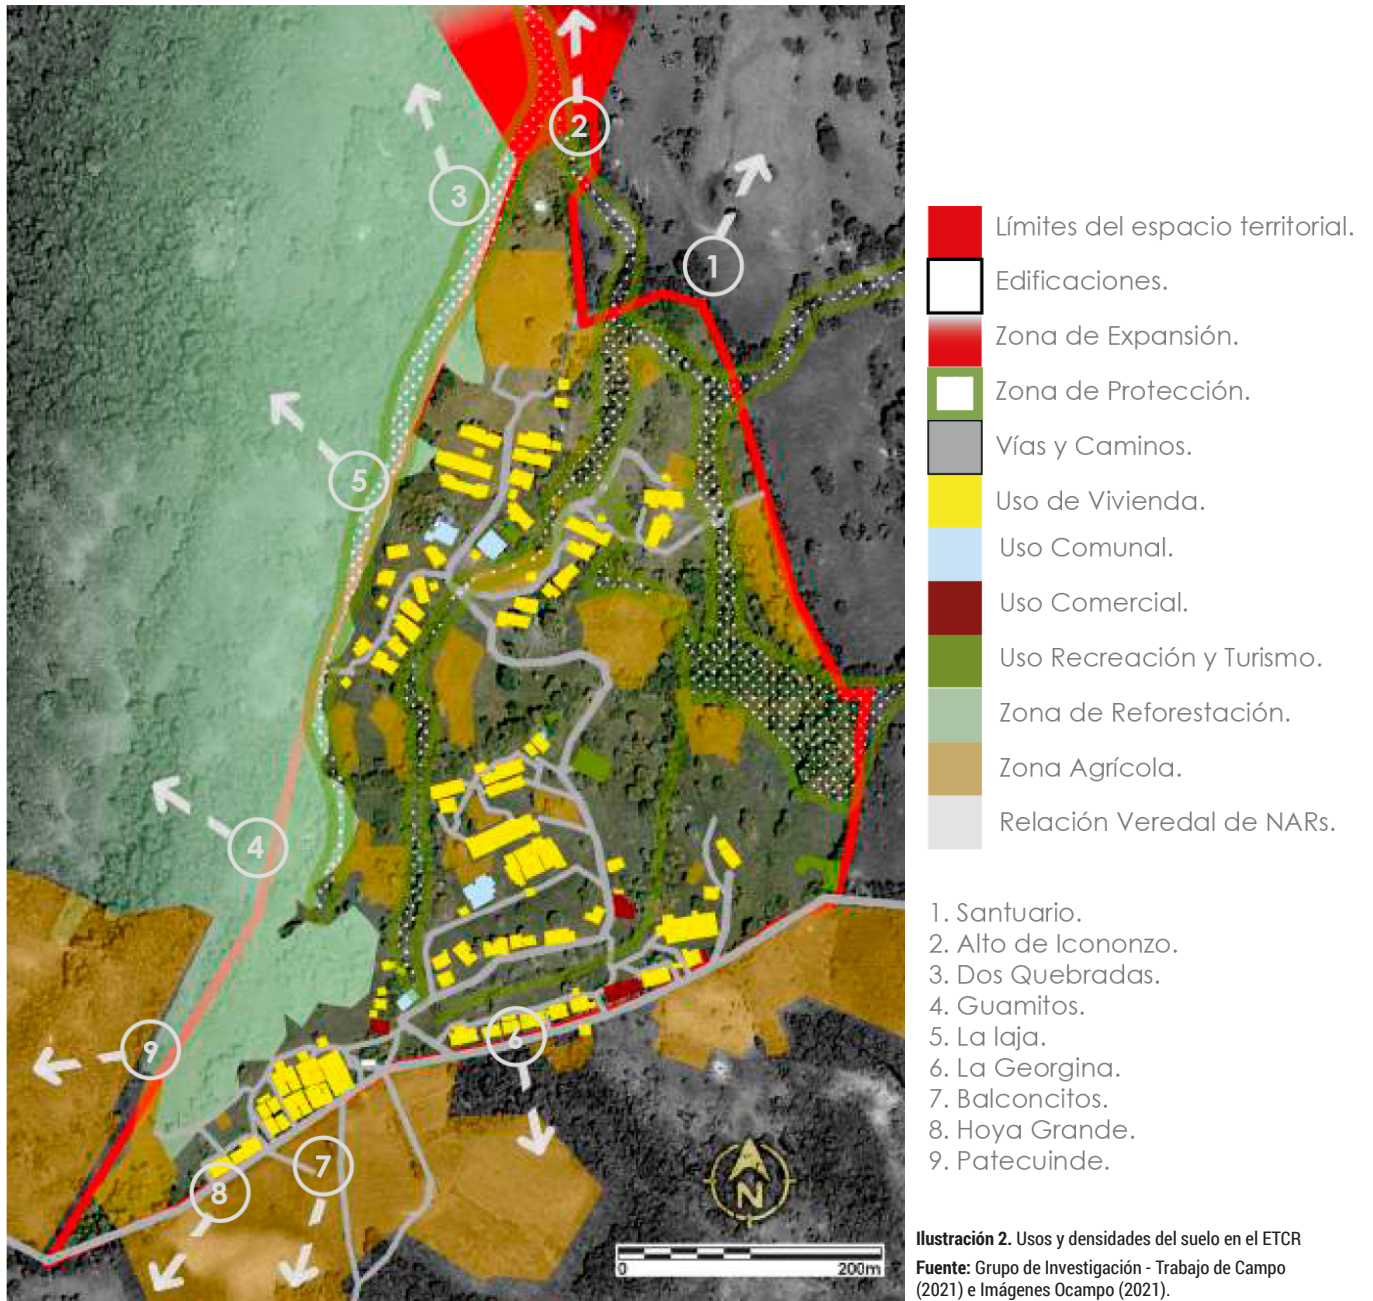 2
3
1
5
4
9
6
7
8
N
0
200m
Límites del espacio territorial.
Edificaciones.
Zona de Expansión.
Zona de Protección.
Vías y Caminos.
Uso de Vivienda.
Uso Comunal.
Uso Comercial.
Uso Recreación y Turismo.
Zona de Reforestación.
Zona Agrícola.
Relación Veredal de NARs.
1. Santuario.
2. Alto de Icononzo.
3. Dos Quebradas.
4. Guamitos.
5. La laja.
6. La Georgina.
7. Balconcitos.
8. Hoya Grande.
9. Patecuinde.
Ilustración 2. Usos y densidades del suelo en el ETCR
Fuente: Grupo de Investigación - Trabajo de Campo
(2021) e Imágenes Ocampo (2021).